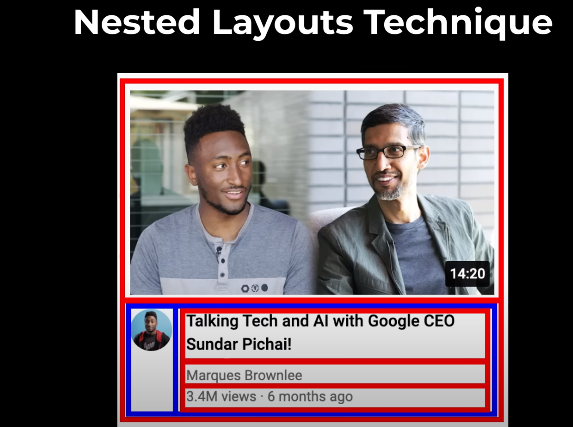 Nested Layouts Technique
14:20
Talking Tech and AI with Google CEO
Sundar Pichai!
Marques Brownlee
3.4M views · 6 months ago